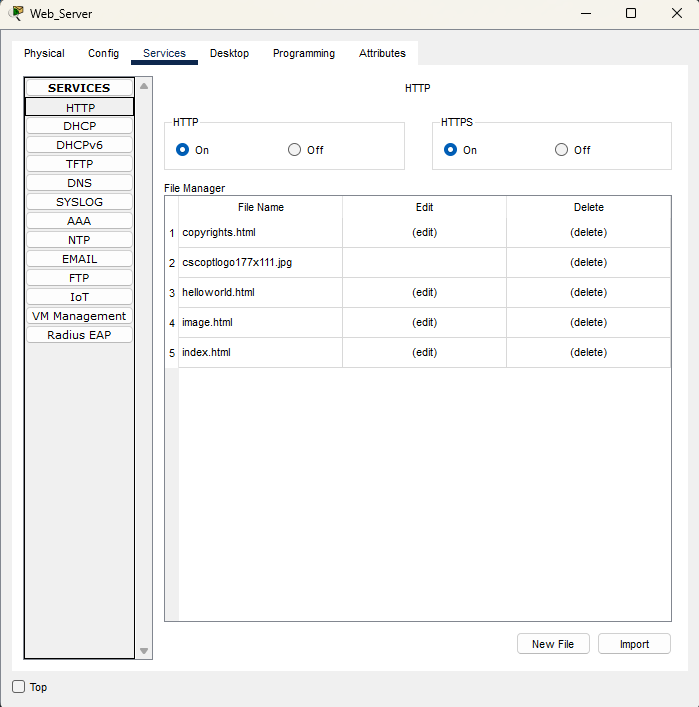 Web_Server
Physical Config Services Desktop Programming Attributes
SERVICES
HTTP
DHCP
DHCPv6
TFTP
DNS
SYSLOG
AAA
NTP
EMAIL
FTP
IoT
VM Management
Radius EAP
HTTP
HTTP
On Off
HTTPS
On Off
File Manager
File Name Edit Delete
1 copyrights.html (edit) (delete)
2 cscoptlogo177x111.jpg (delete)
3 helloworld.html (edit) (delete)
4 image.html (edit) (delete)
5 index.html (edit) (delete)
New File Import
Top